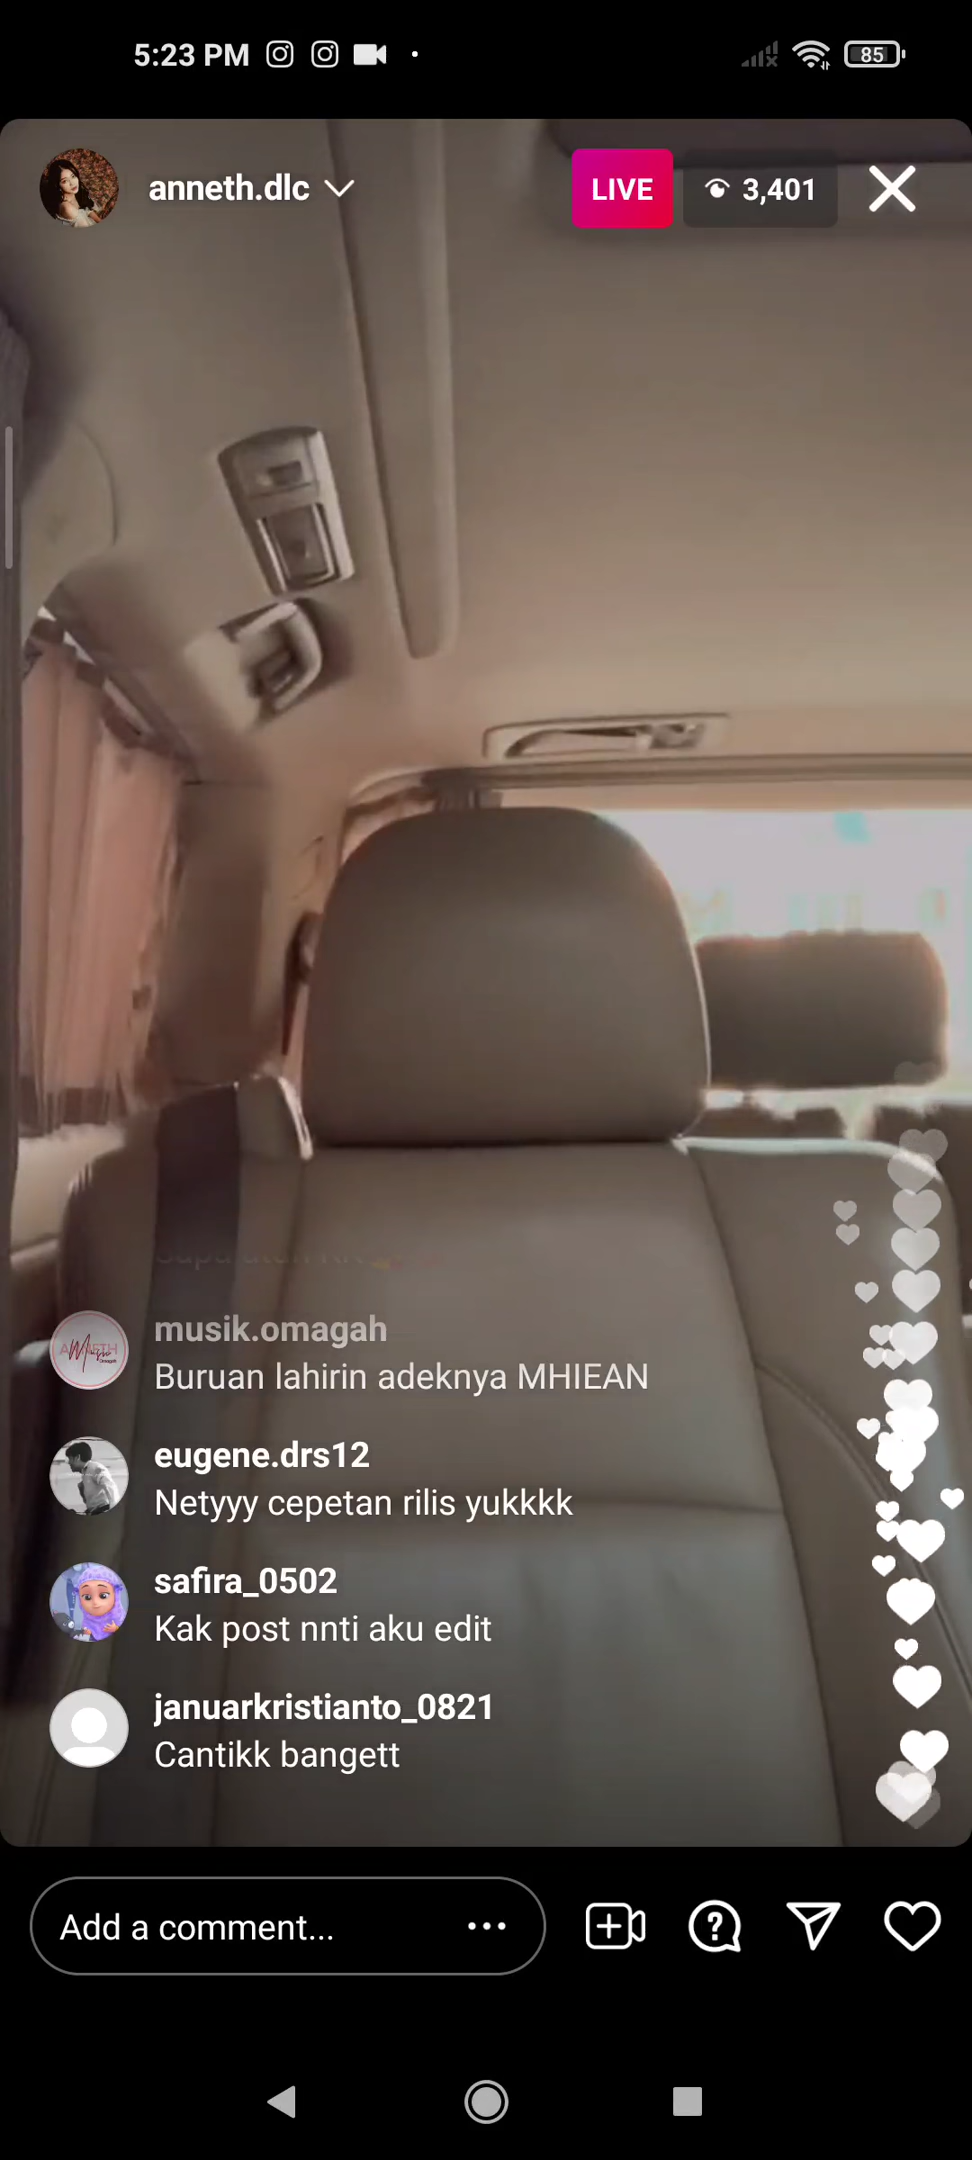 5:23 PM
85
anneth.dlc
LIVE
3,401
musik.omagah
Buruan lahirin adeknya MHIEAN
eugene.drs12
Netyyy cepetan rilis yukkkk
safira_0502
Kak post nnti aku edit
januarkristianto_0821
Cantikk bangett
Add a comment...